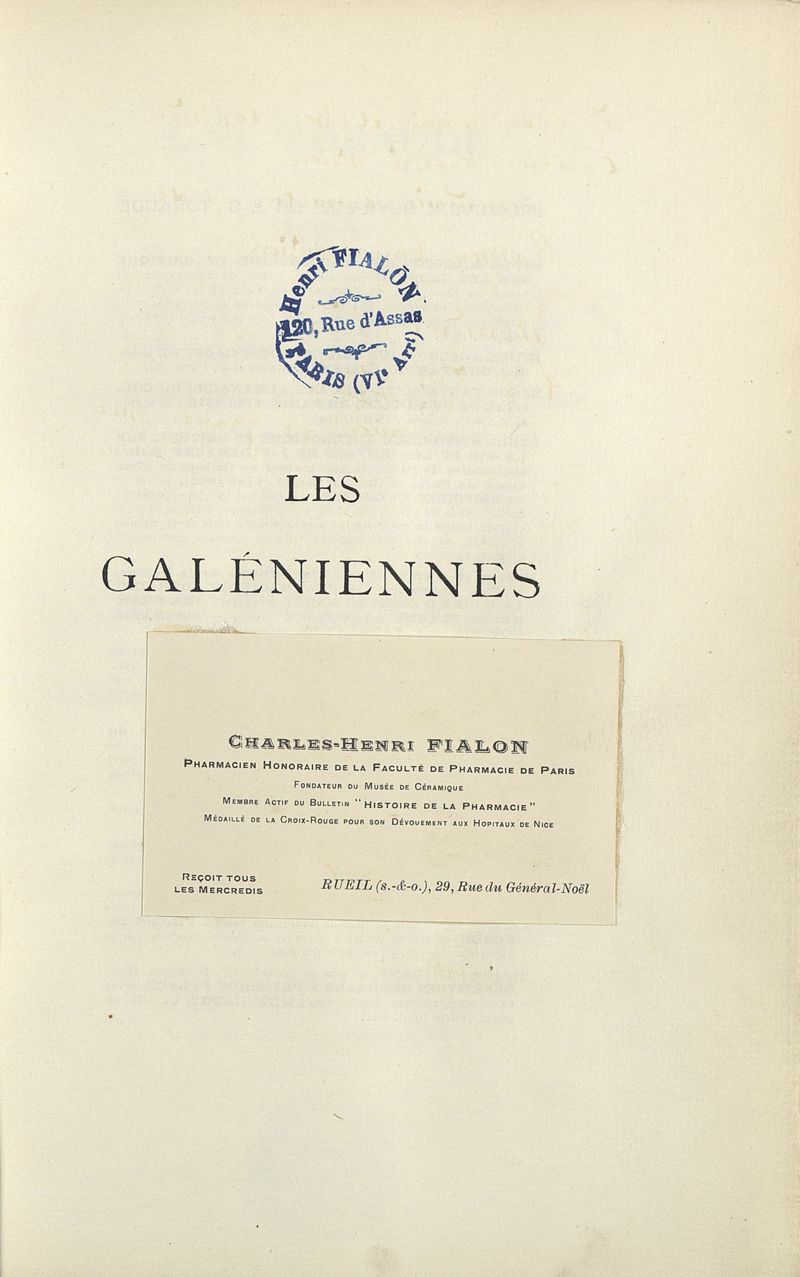 Henri FIALON
120, Rue d'Assas
PARIS (VIe Arrt)
LES
GALÉNIENNES
CHARLES-HENRI FIALON
PHARMACIEN HONORAIRE DE LA FACULTÉ DE PHARMACIE DE PARIS
FONDATEUR DU MUSÉE DE CÉRAMIQUE
MEMBRE ACTIF DU BULLETIN "HISTOIRE DE LA PHARMACIE"
MÉDAILLÉ DE LA CROIX-ROUGE POUR SON DÉVOUEMENT AUX HOPITAUX DE NICE
REÇOIT TOUS
LES MERCREDIS
RUEIL (s.-&-o.), 29, Rue du Général-Noël